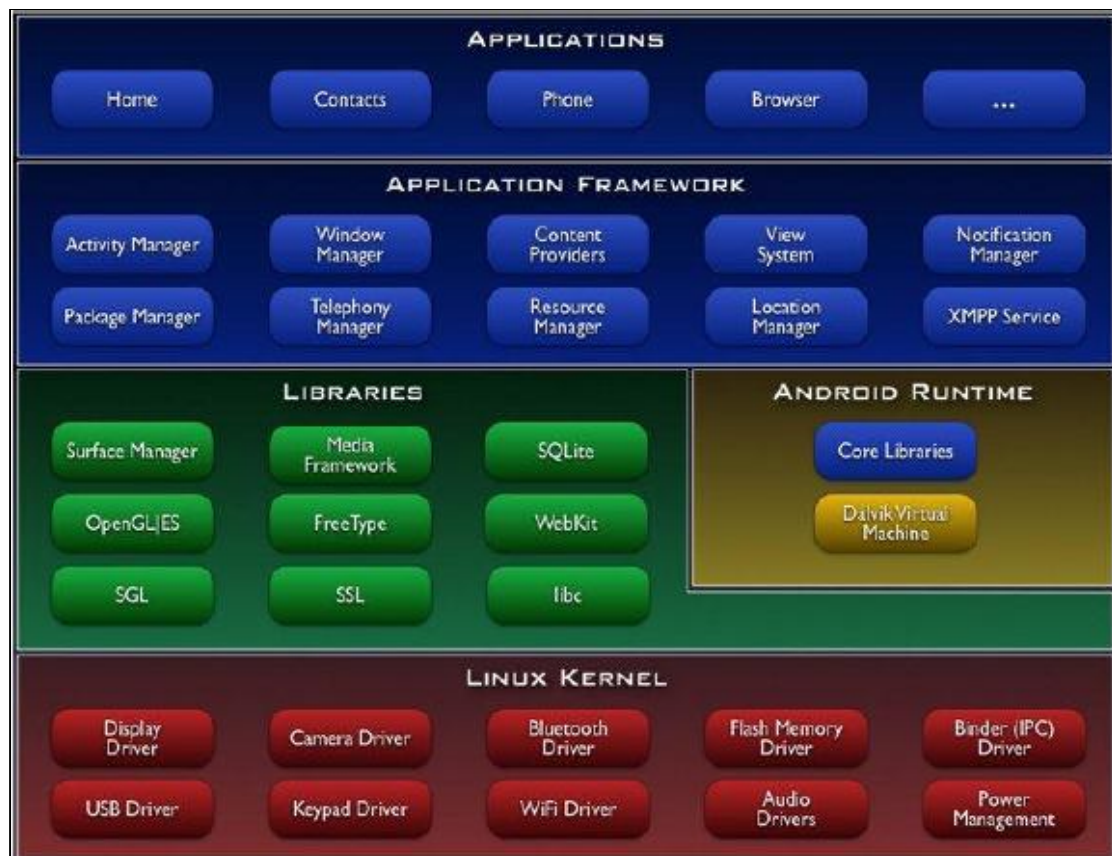 APPLICATIONS
Home
Contacts
Phone
Browser
...
APPLICATION FRAMEWORK
Activity Manager
Window
Manager
Content
Providers
View
System
Notification
Manager
Package Manager
Telephony
Manager
Resource
Manager
Location
Manager
XMPP Service
LIBRARIES
Surface Manager
Media
Framework
SQLite
OpenGL|ES
FreeType
WebKit
SGL
SSL
libc
ANDROID RUNTIME
Core Libraries
Dalvik Virtual
Machine
LINUX KERNEL
Display
Driver
Camera Driver
Bluetooth
Driver
Flash Memory
Driver
Binder (IPC)
Driver
USB Driver
Keypad Driver
WiFi Driver
Audio
Drivers
Power
Management